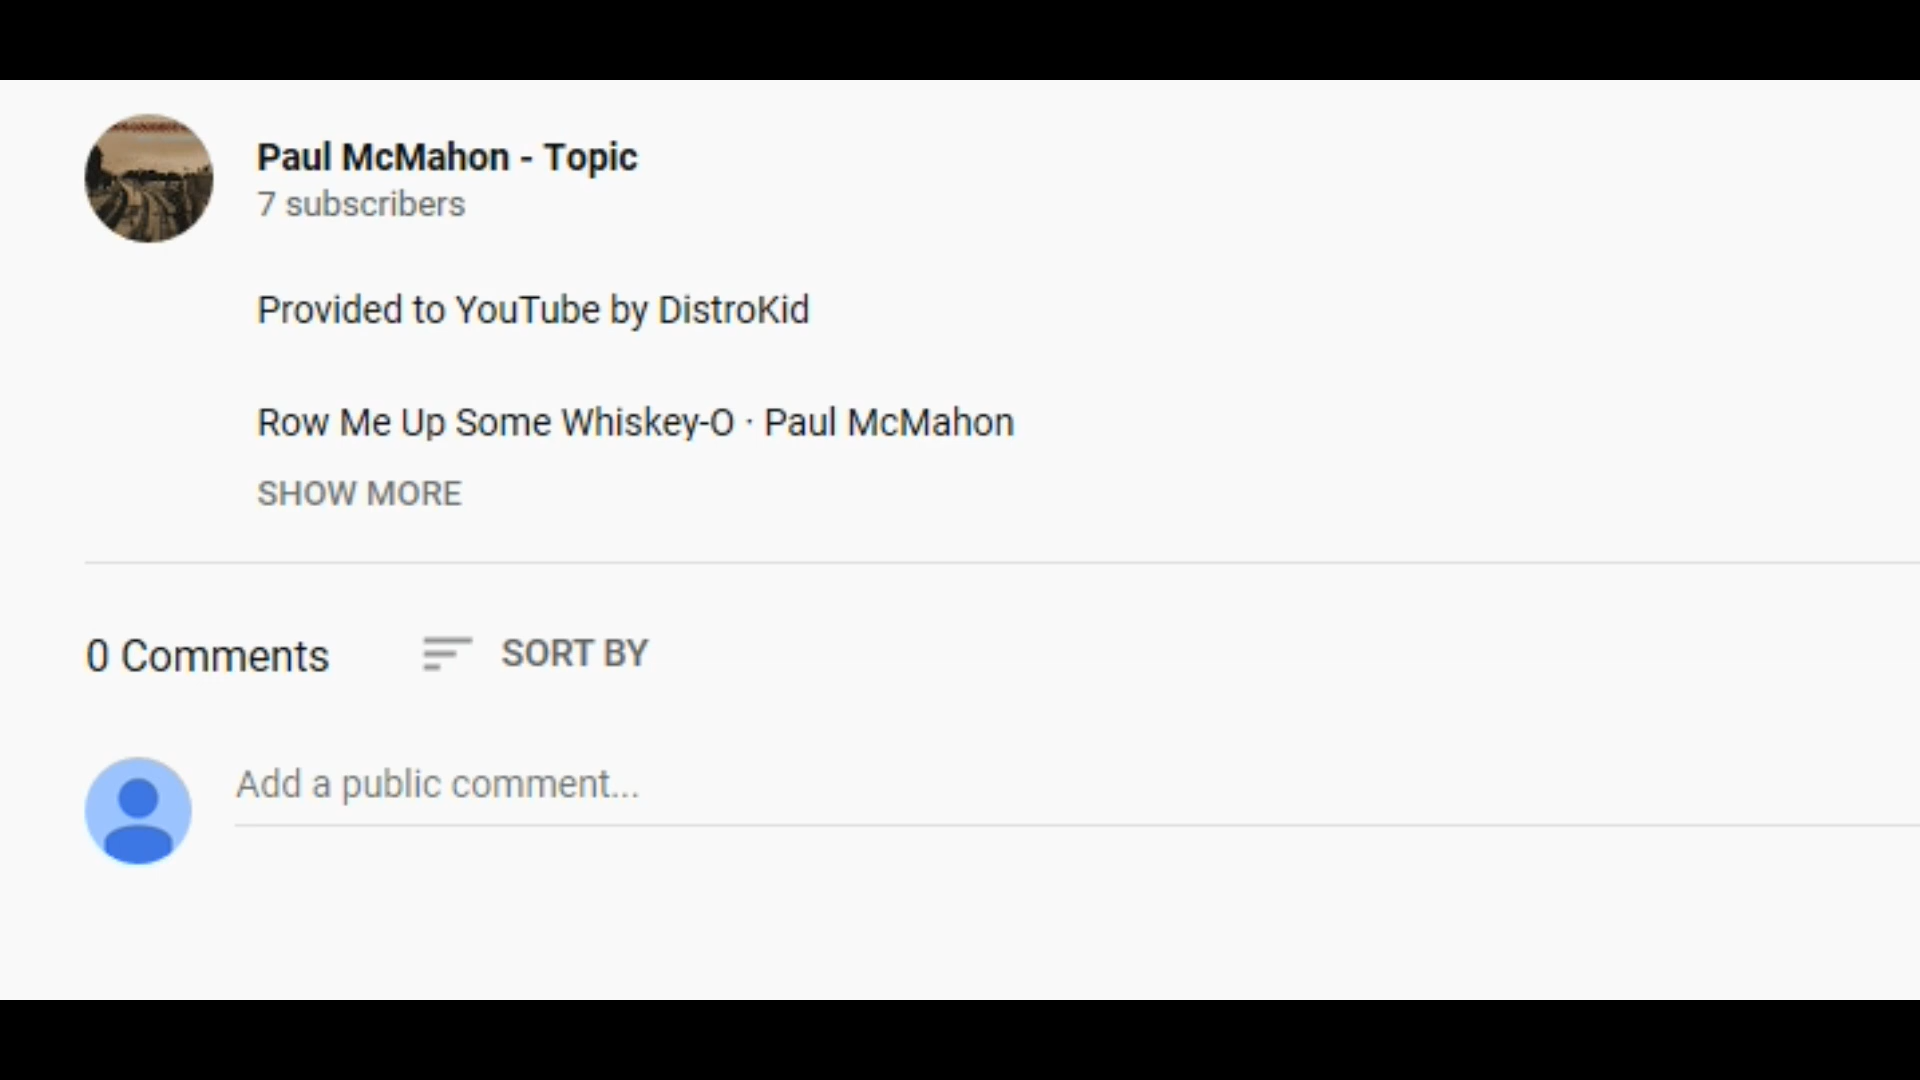 Paul McMahon - Topic
7 subscribers
Provided to YouTube by DistroKid
Row Me Up Some Whiskey-O · Paul McMahon
SHOW MORE
0 Comments
SORT BY
Add a public comment...